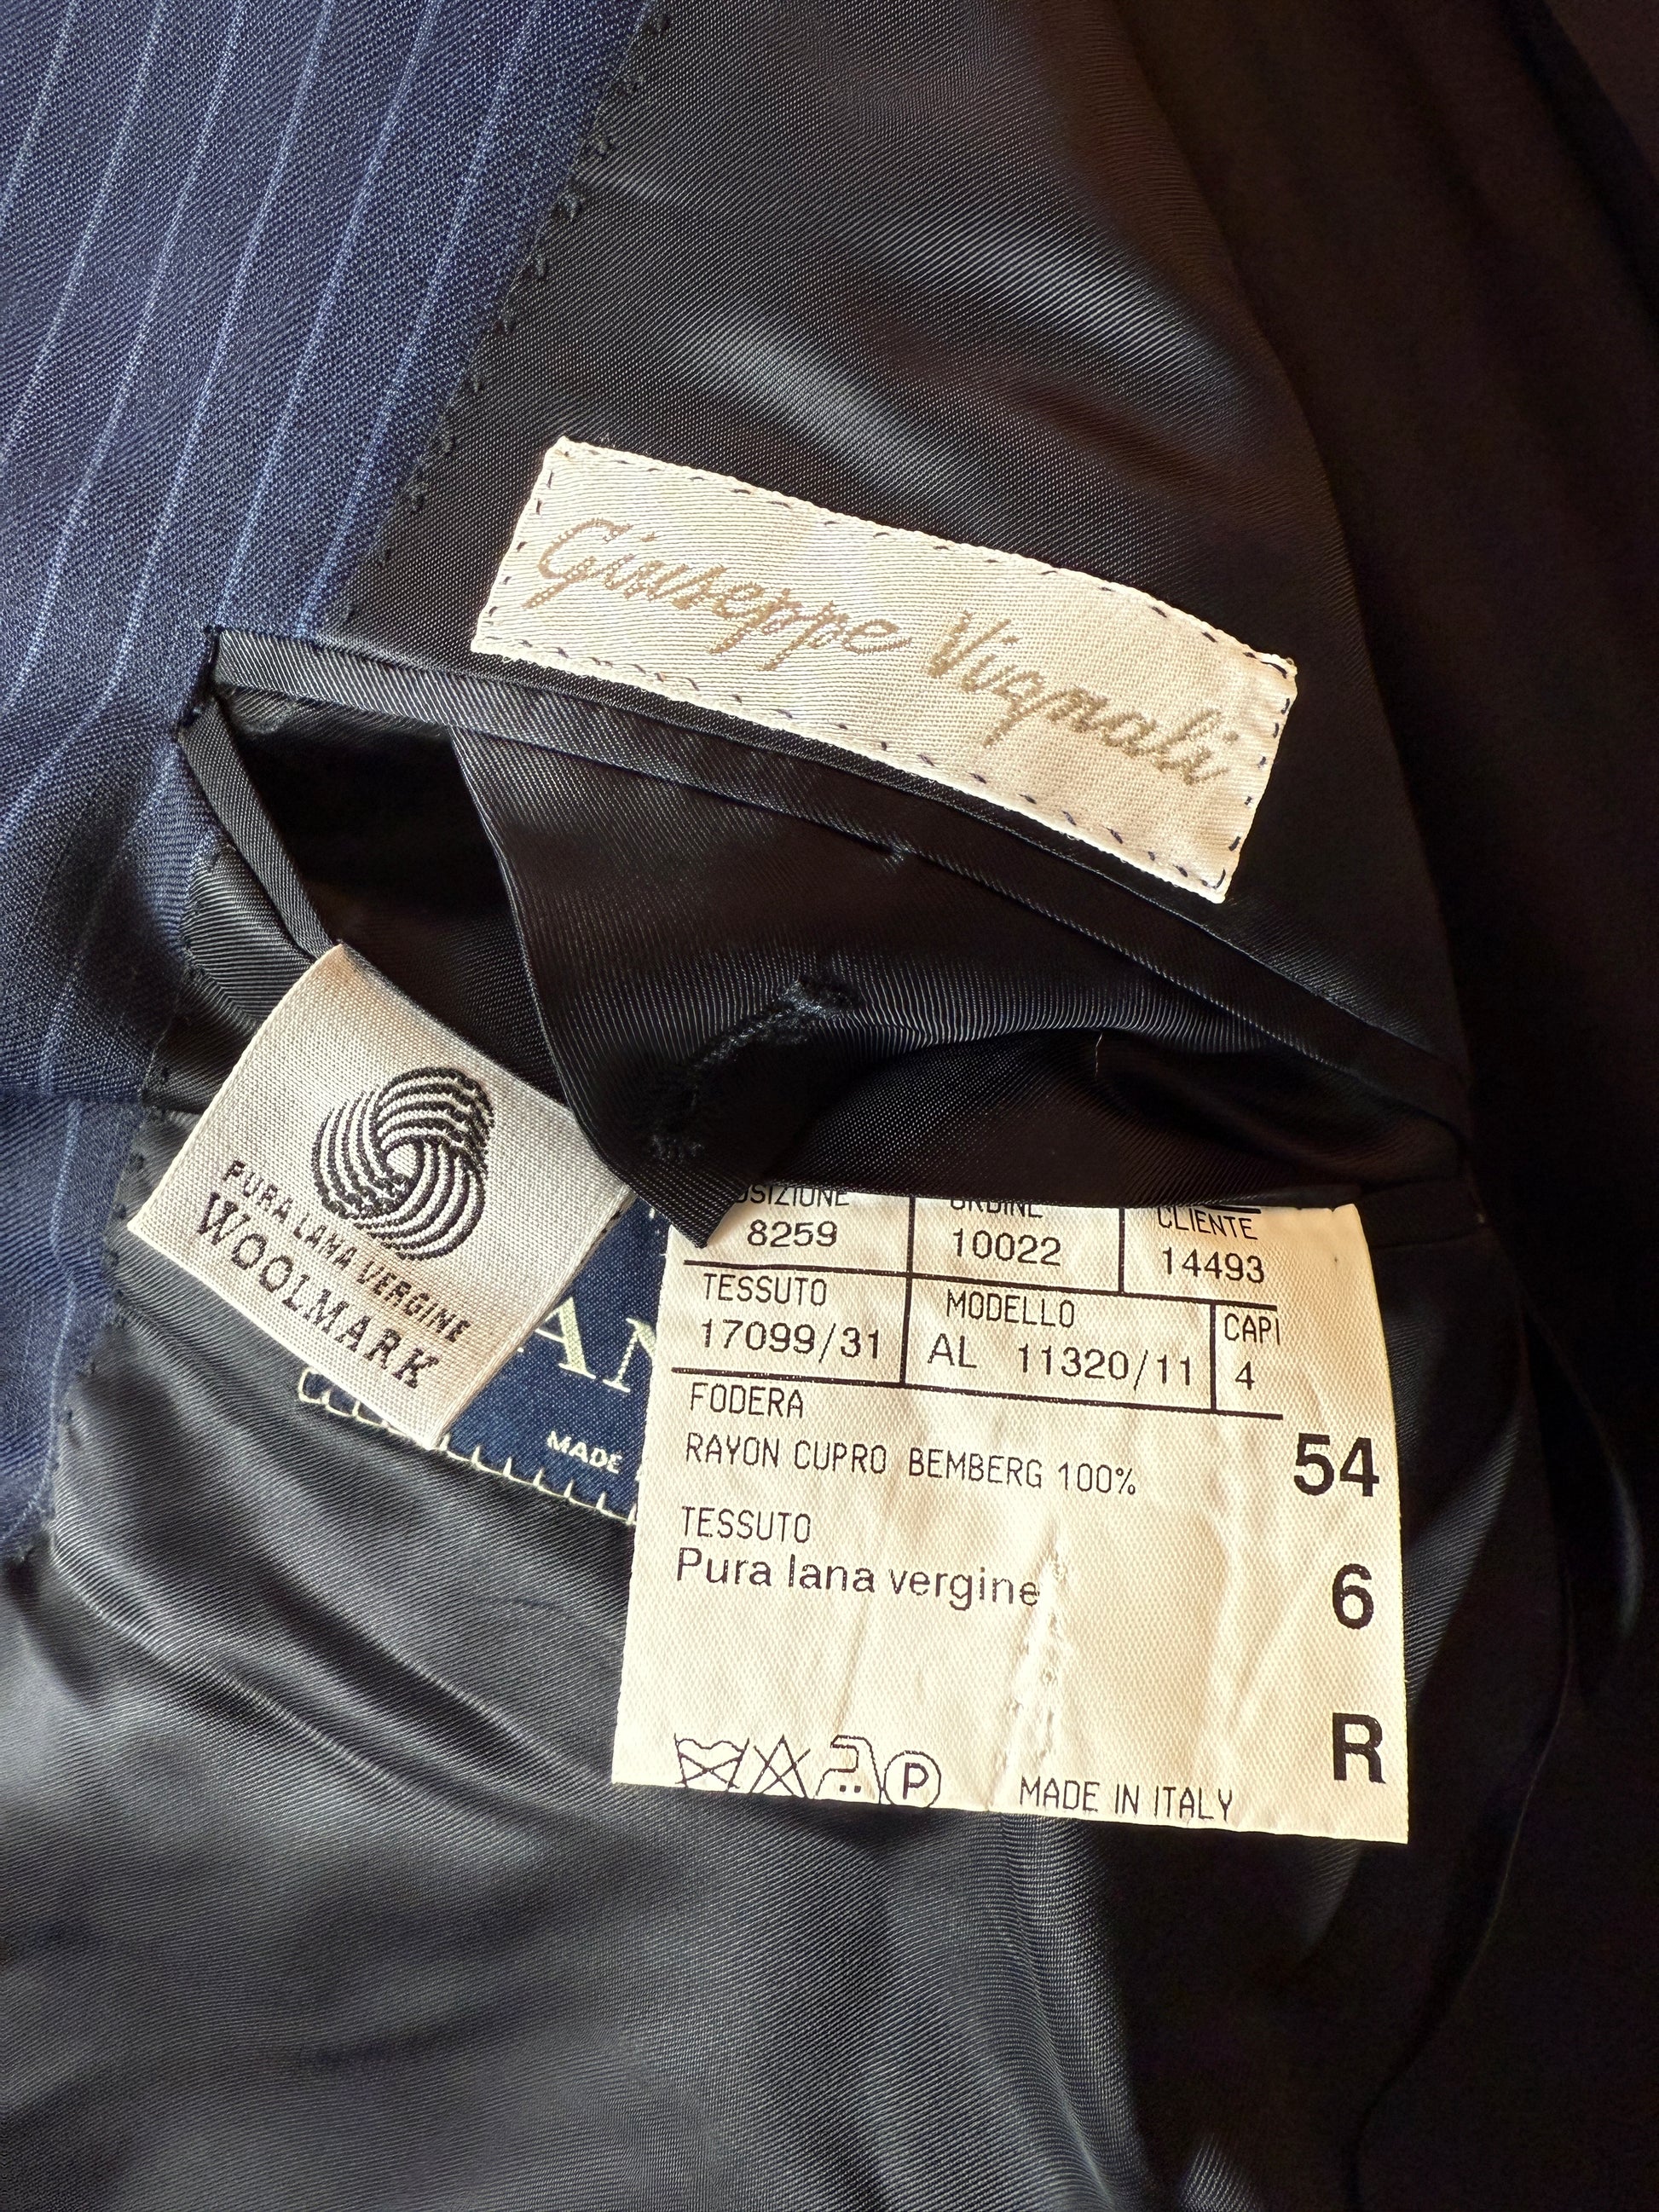 Giuseppe Vignali
PURA LANA VERGINE
WOOLMARK
AN
MADE
ORDINE CLIENTE
8259 10022 14493
TESSUTO MODELLO CAPI
17099/31 AL 11320/11 4
FODERA
RAYON CUPRO BEMBERG 100%
54
TESSUTO
Pura lana vergine
6
R
P
MADE IN ITALY